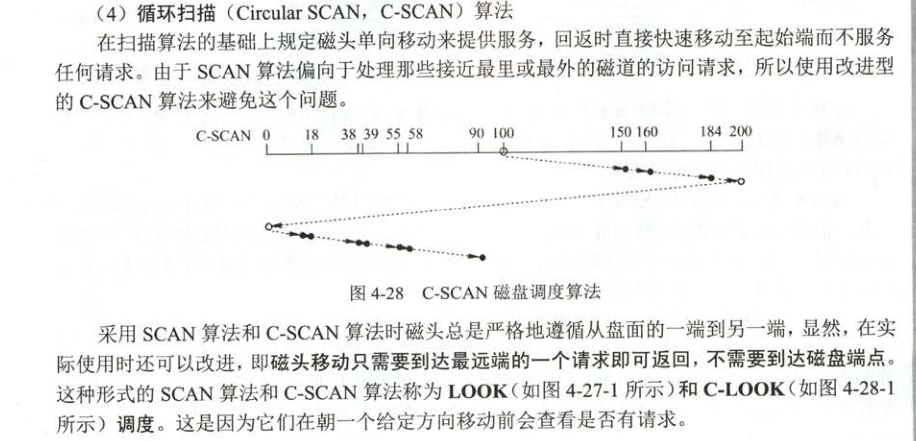 （4）循环扫描（Circular SCAN，C-SCAN）算法
在扫描算法的基础上规定磁头单向移动来提供服务，回返时直接快速移动至起始端而不服务
任何请求。由于 SCAN 算法偏向于处理那些接近最里或最外的磁道的访问请求，所以使用改进型
的 C-SCAN 算法来避免这个问题。
C-SCAN 0 18 38 39 55 58 90 100 150 160 184 200
图 4-28 C-SCAN 磁盘调度算法
采用 SCAN 算法和 C-SCAN 算法时磁头总是严格地遵循从盘面的一端到另一端，显然，在实
际使用时还可以改进，即磁头移动只需要到达最远端的一个请求即可返回，不需要到达磁盘端点。
这种形式的 SCAN 算法和 C-SCAN 算法称为 LOOK（如图 4-27-1 所示）和 C-LOOK（如图 4-28-1
所示）调度。这是因为它们在朝一个给定方向移动前会查看是否有请求。